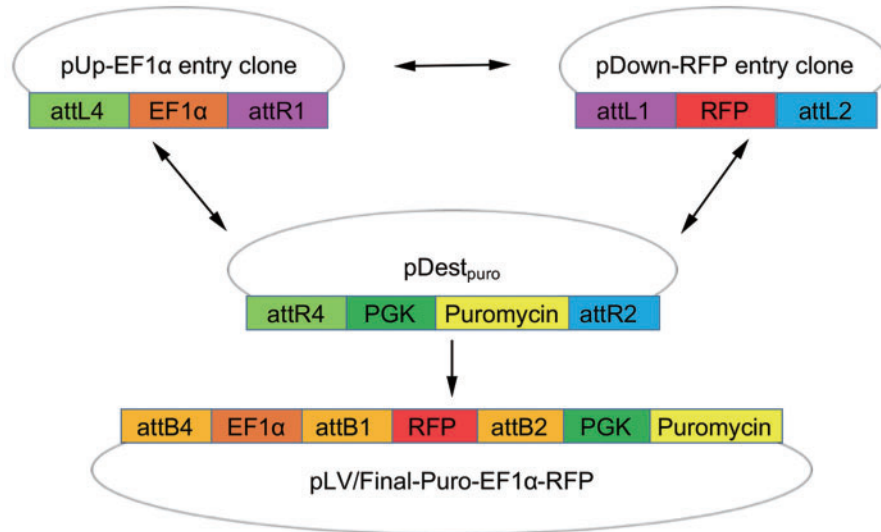 pUp-EF1α entry clone
attL4 EF1α attR1
pDown-RFP entry clone
attL1 RFP attL2
pDestpuro
attR4 PGK Puromycin attR2
attB4 EF1α attB1 RFP attB2 PGK Puromycin
pLV/Final-Puro-EF1α-RFP